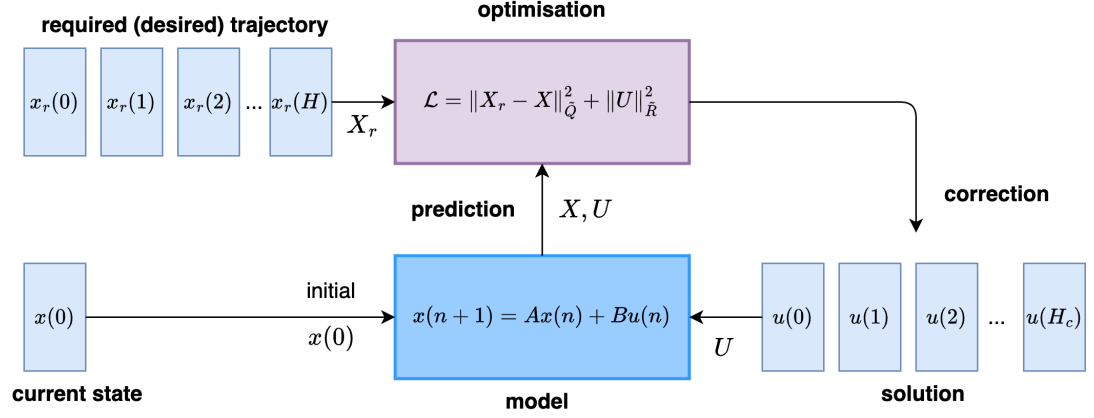 optimisation
required (desired) trajectory
x_r(0) x_r(1) x_r(2) ... x_r(H)
X_r
ℒ = ‖X_r − X‖²_Q̃ + ‖U‖²_R̃
correction
prediction
X, U
x(0)
initial
x(0)
x(n + 1) = Ax(n) + Bu(n)
U
u(0) u(1) u(2) ... u(H_c)
current state
model
solution